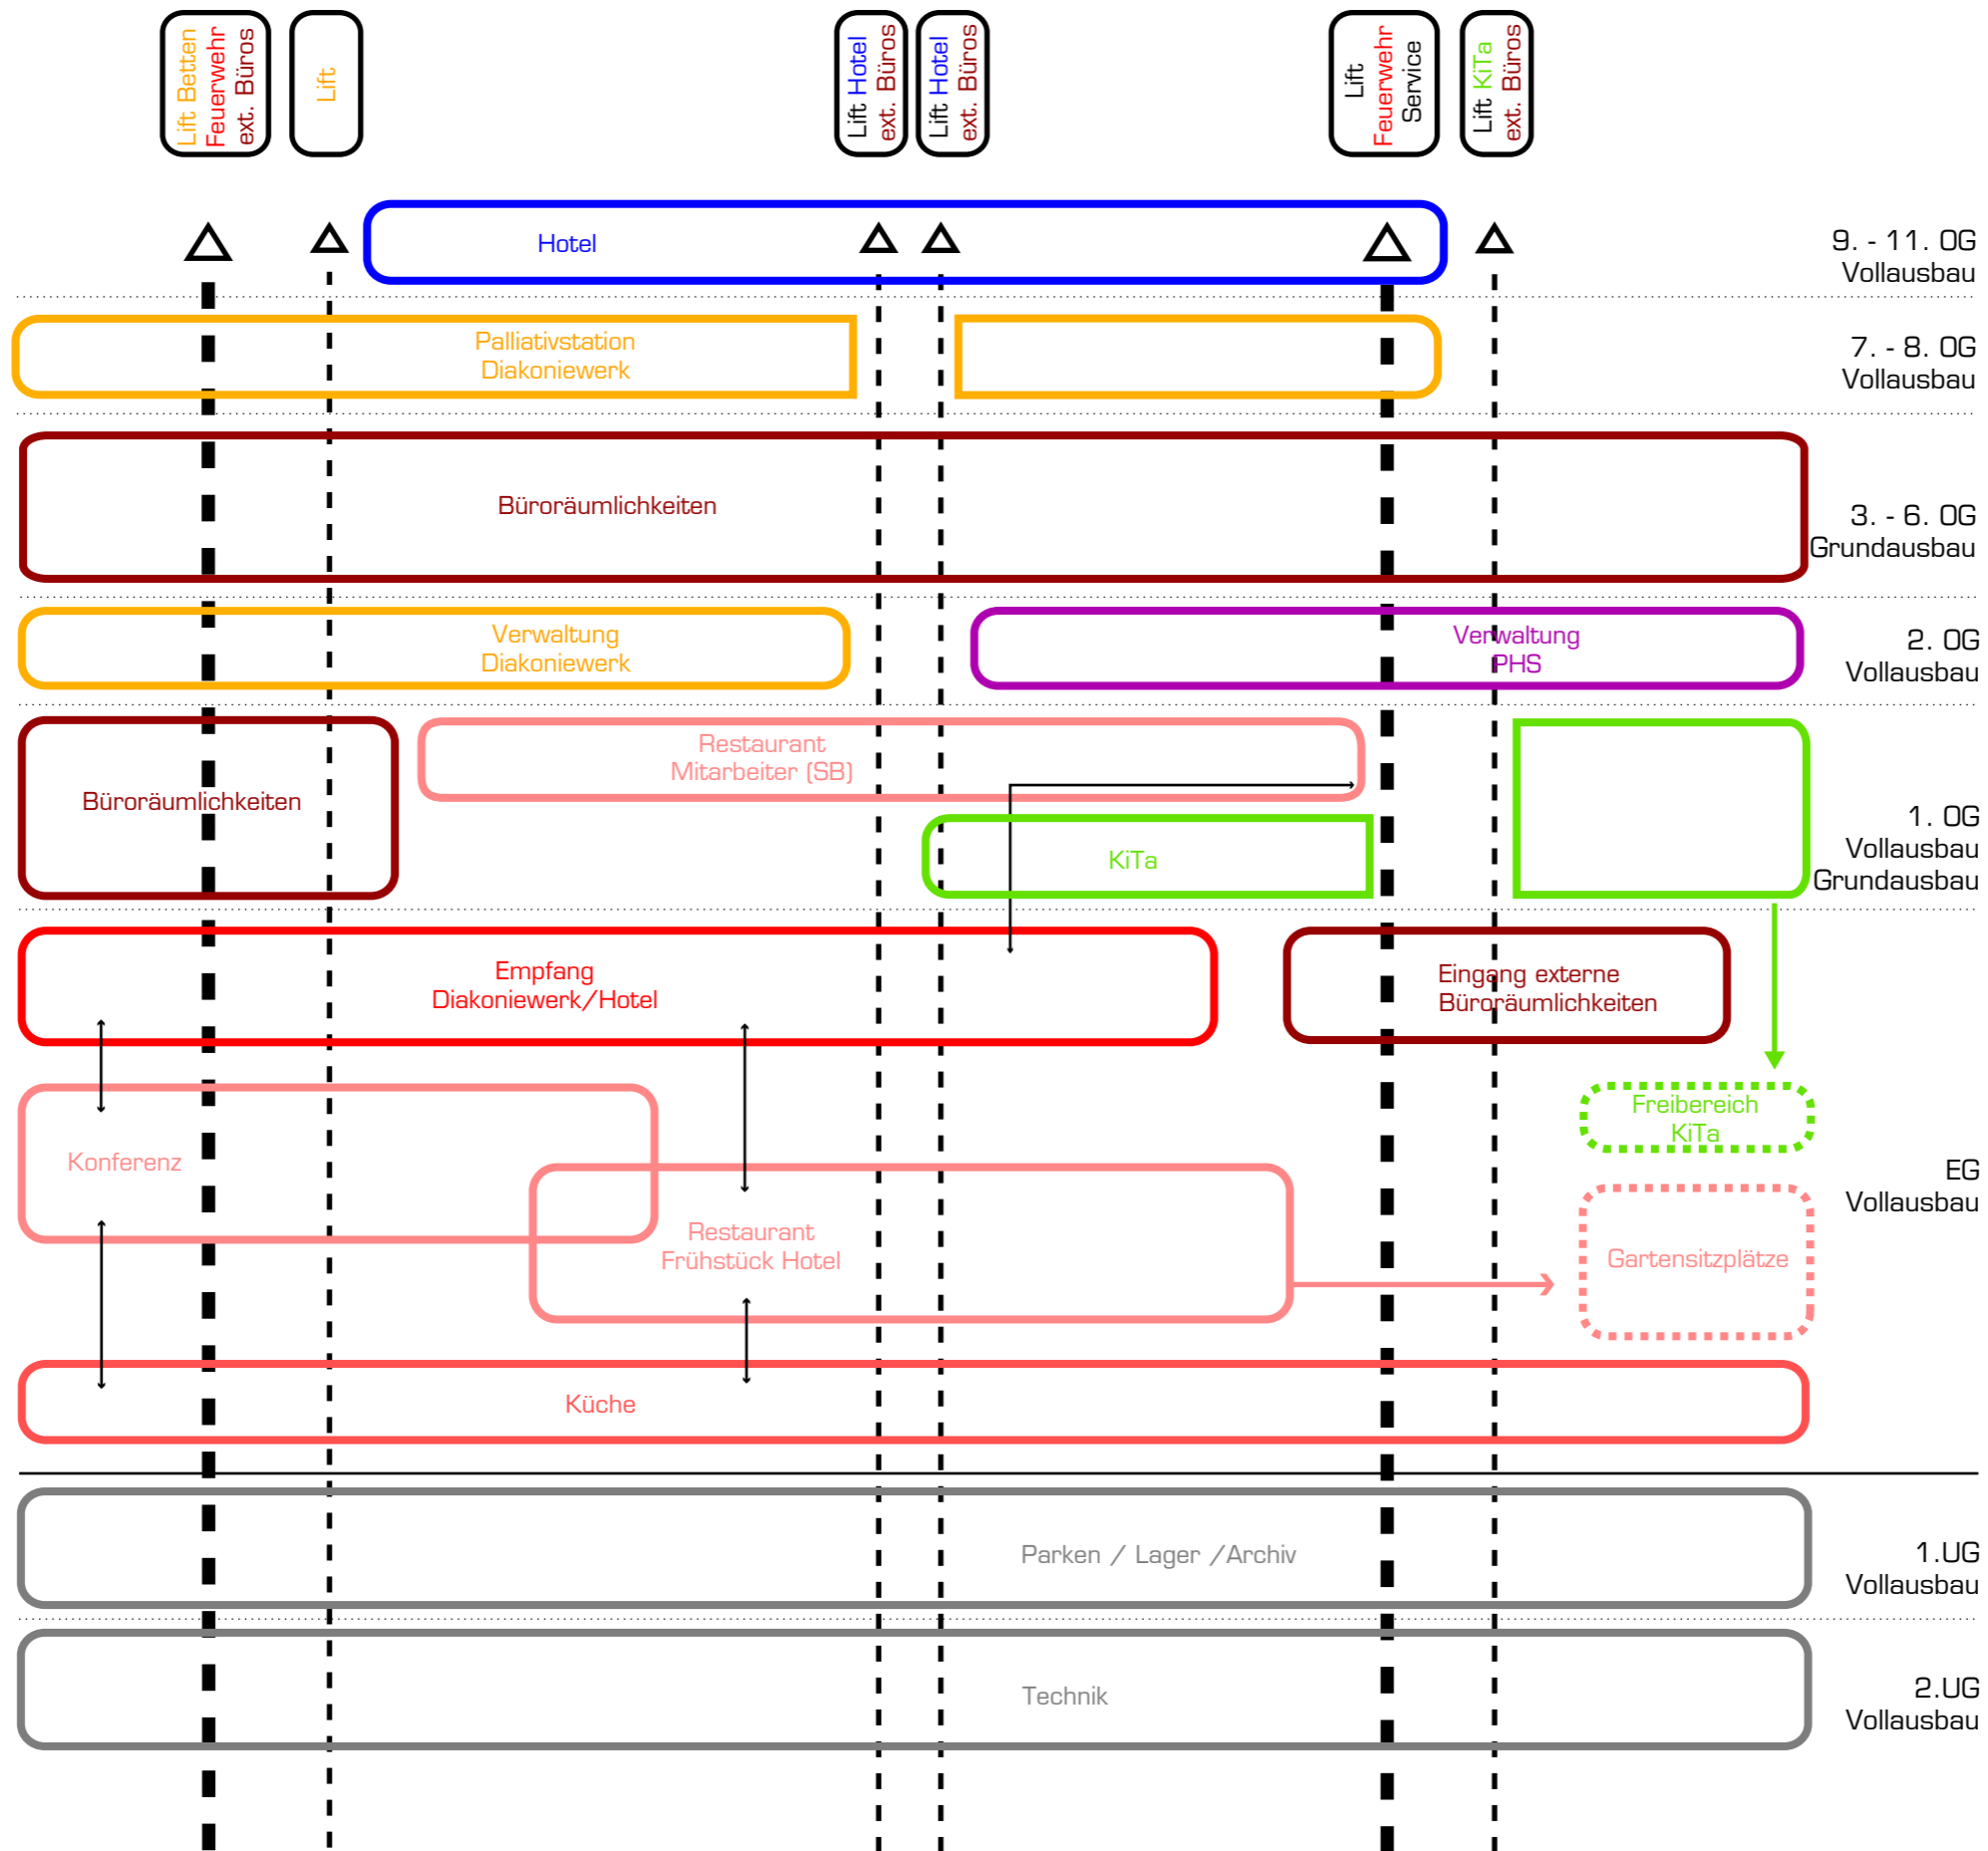 Lift Betten
Feuerwehr
ext. Büros
Lift
Lift Hotel
ext. Büros
Lift Hotel
ext. Büros
Lift
Feuerwehr
Service
Lift KiTa
ext. Büros
Hotel
9. - 11. OG
Vollausbau
Palliativstation
Diakoniewerk
7. - 8. OG
Vollausbau
Büroräumlichkeiten
3. - 6. OG
Grundausbau
Verwaltung
Diakoniewerk
Verwaltung
PHS
2. OG
Vollausbau
Restaurant
Mitarbeiter (SB)
Büroräumlichkeiten
KiTa
1. OG
Vollausbau
Grundausbau
Empfang
Diakoniewerk/Hotel
Eingang externe
Büroräumlichkeiten
Freibereich
KiTa
Konferenz
EG
Vollausbau
Restaurant
Frühstück Hotel
Gartensitzplätze
Küche
Parken / Lager /Archiv
1.UG
Vollausbau
Technik
2.UG
Vollausbau